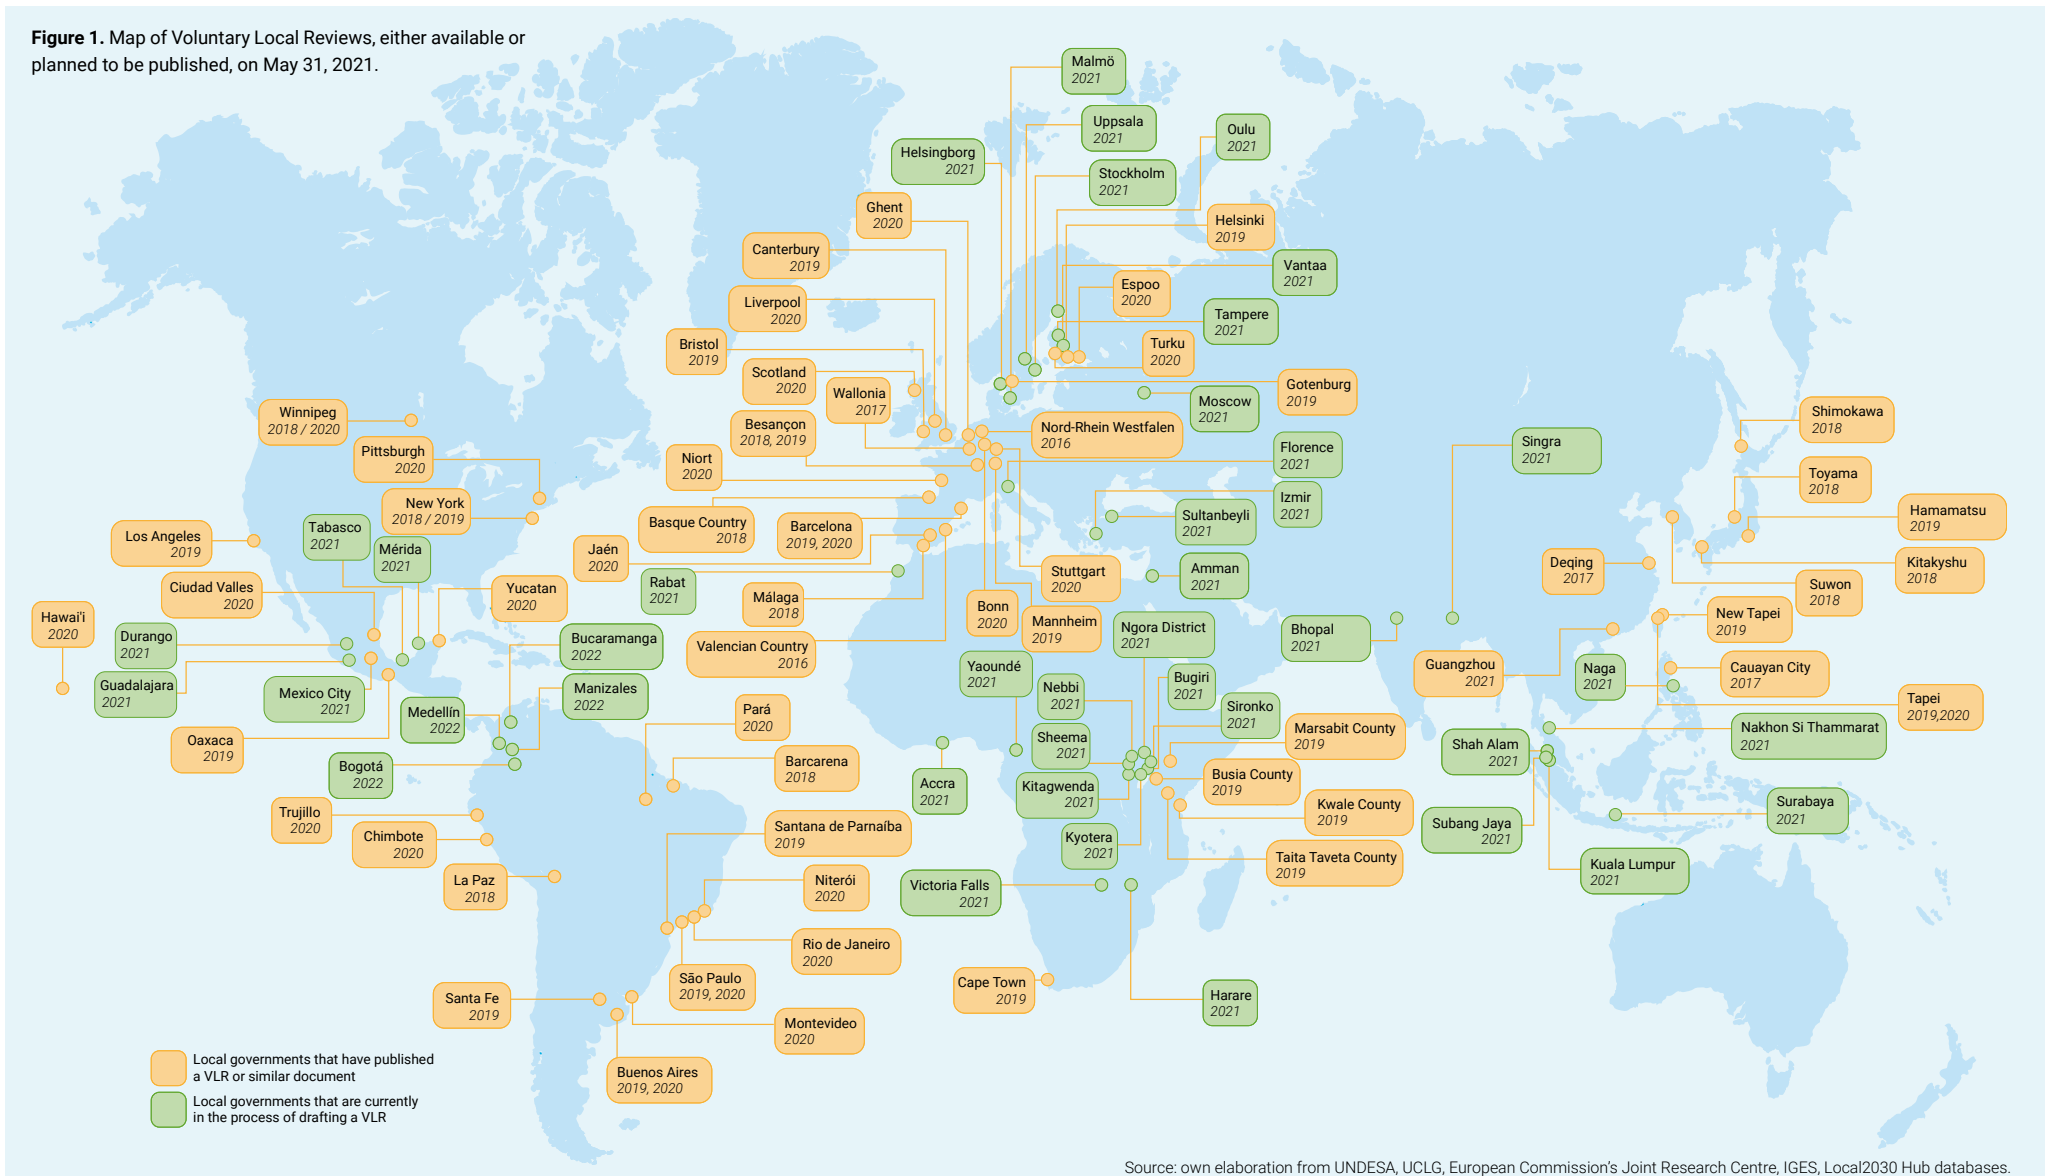 Figure 1. Map of Voluntary Local Reviews, either available or
planned to be published, on May 31, 2021.
Malmö
2021
Uppsala
2021
Oulu
2021
Helsingborg
2021
Stockholm
2021
Ghent
2020
Helsinki
2019
Canterbury
2019
Vantaa
2021
Espoo
2020
Liverpool
2020
Tampere
2021
Bristol
2019
Turku
2020
Scotland
2020
Wallonia
2017
Gotenburg
2019
Moscow
2021
Winnipeg
2018 / 2020
Besançon
2018, 2019
Nord-Rhein Westfalen
2016
Shimokawa
2018
Pittsburgh
2020
Niort
2020
Florence
2021
Singra
2021
Toyama
2018
New York
2018 / 2019
Izmir
2021
Hamamatsu
2019
Tabasco
2021
Basque Country
2018
Barcelona
2019, 2020
Sultanbeyli
2021
Los Angeles
2019
Mérida
2021
Jaén
2020
Deqing
2017
Kitakyshu
2018
Rabat
2021
Stuttgart
2020
Amman
2021
Suwon
2018
Ciudad Valles
2020
Yucatan
2020
Málaga
2018
Bonn
2020
Mannheim
2019
New Tapei
2019
Hawai'i
2020
Durango
2021
Bucaramanga
2022
Valencian Country
2016
Ngora District
2021
Bhopal
2021
Guadalajara
2021
Mexico City
2021
Manizales
2022
Yaoundé
2021
Nebbi
2021
Bugiri
2021
Guangzhou
2021
Naga
2021
Cauayan City
2017
Medellín
2022
Pará
2020
Sironko
2021
Tapei
2019,2020
Oaxaca
2019
Sheema
2021
Marsabit County
2019
Shah Alam
2021
Nakhon Si Thammarat
2021
Bogotá
2022
Barcarena
2018
Accra
2021
Kitagwenda
2021
Busia County
2019
Trujillo
2020
Kwale County
2019
Subang Jaya
2021
Surabaya
2021
Chimbote
2020
Santana de Parnaíba
2019
Kyotera
2021
Taita Taveta County
2019
Kuala Lumpur
2021
La Paz
2018
Niterói
2020
Victoria Falls
2021
Rio de Janeiro
2020
São Paulo
2019, 2020
Cape Town
2019
Harare
2021
Santa Fe
2019
Montevideo
2020
Buenos Aires
2019, 2020
Local governments that have published
a VLR or similar document
Local governments that are currently
in the process of drafting a VLR
Source: own elaboration from UNDESA, UCLG, European Commission's Joint Research Centre, IGES, Local2030 Hub databases.